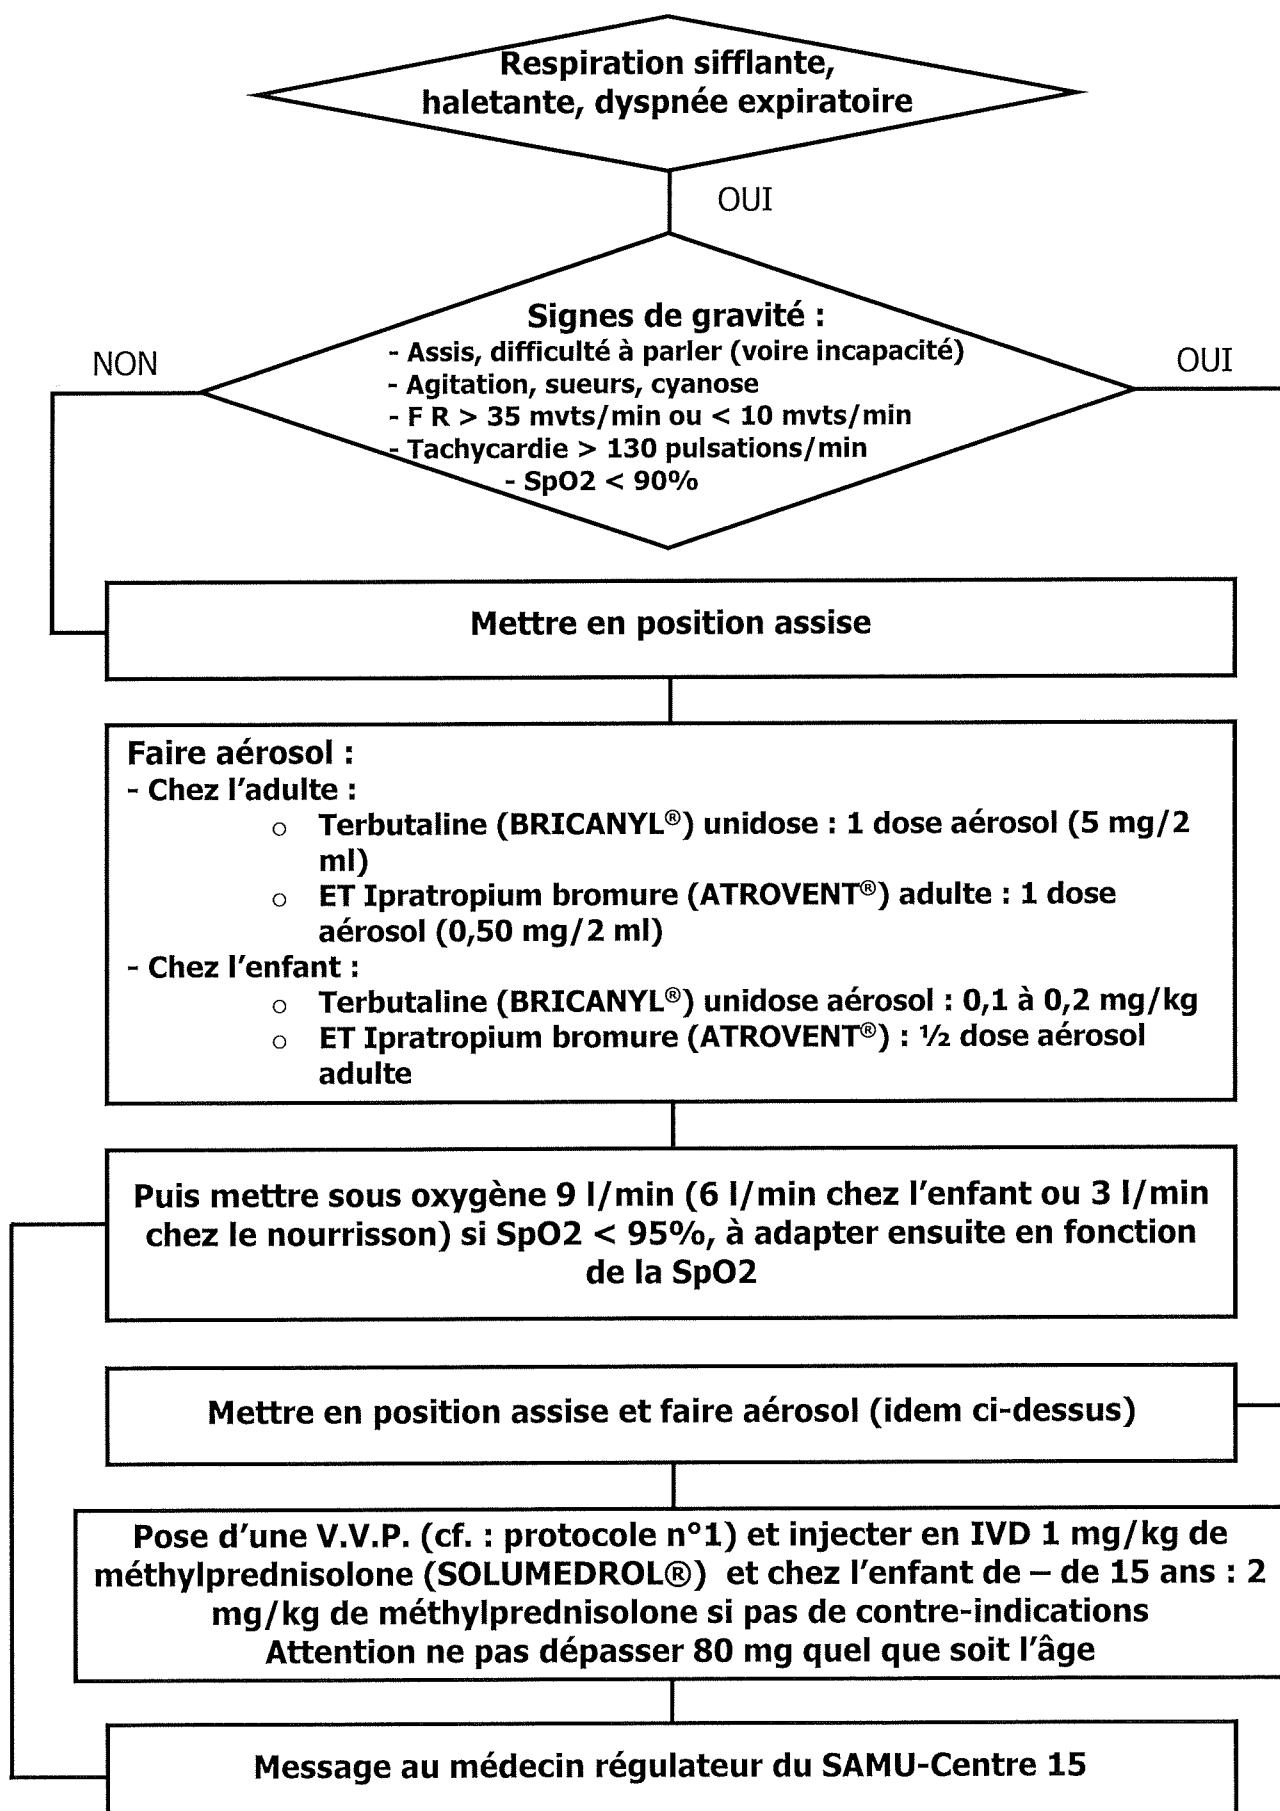 Respiration sifflante,
haletante, dyspnée expiratoire
OUI
Signes de gravité :
- Assis, difficulté à parler (voire incapacité)
- Agitation, sueurs, cyanose
- F R > 35 mvts/min ou < 10 mvts/min
- Tachycardie > 130 pulsations/min
- SpO2 < 90%
NON
OUI
Mettre en position assise
Faire aérosol :
- Chez l'adulte :
o Terbutaline (BRICANYL®) unidose : 1 dose aérosol (5 mg/2
ml)
o ET Ipratropium bromure (ATROVENT®) adulte : 1 dose
aérosol (0,50 mg/2 ml)
- Chez l'enfant :
o Terbutaline (BRICANYL®) unidose aérosol : 0,1 à 0,2 mg/kg
o ET Ipratropium bromure (ATROVENT®) : ½ dose aérosol
adulte
Puis mettre sous oxygène 9 l/min (6 l/min chez l'enfant ou 3 l/min
chez le nourrisson) si SpO2 < 95%, à adapter ensuite en fonction
de la SpO2
Mettre en position assise et faire aérosol (idem ci-dessus)
Pose d'une V.V.P. (cf. : protocole n°1) et injecter en IVD 1 mg/kg de
méthylprednisolone (SOLUMEDROL®) et chez l'enfant de – de 15 ans : 2
mg/kg de méthylprednisolone si pas de contre-indications
Attention ne pas dépasser 80 mg quel que soit l'âge
Message au médecin régulateur du SAMU-Centre 15